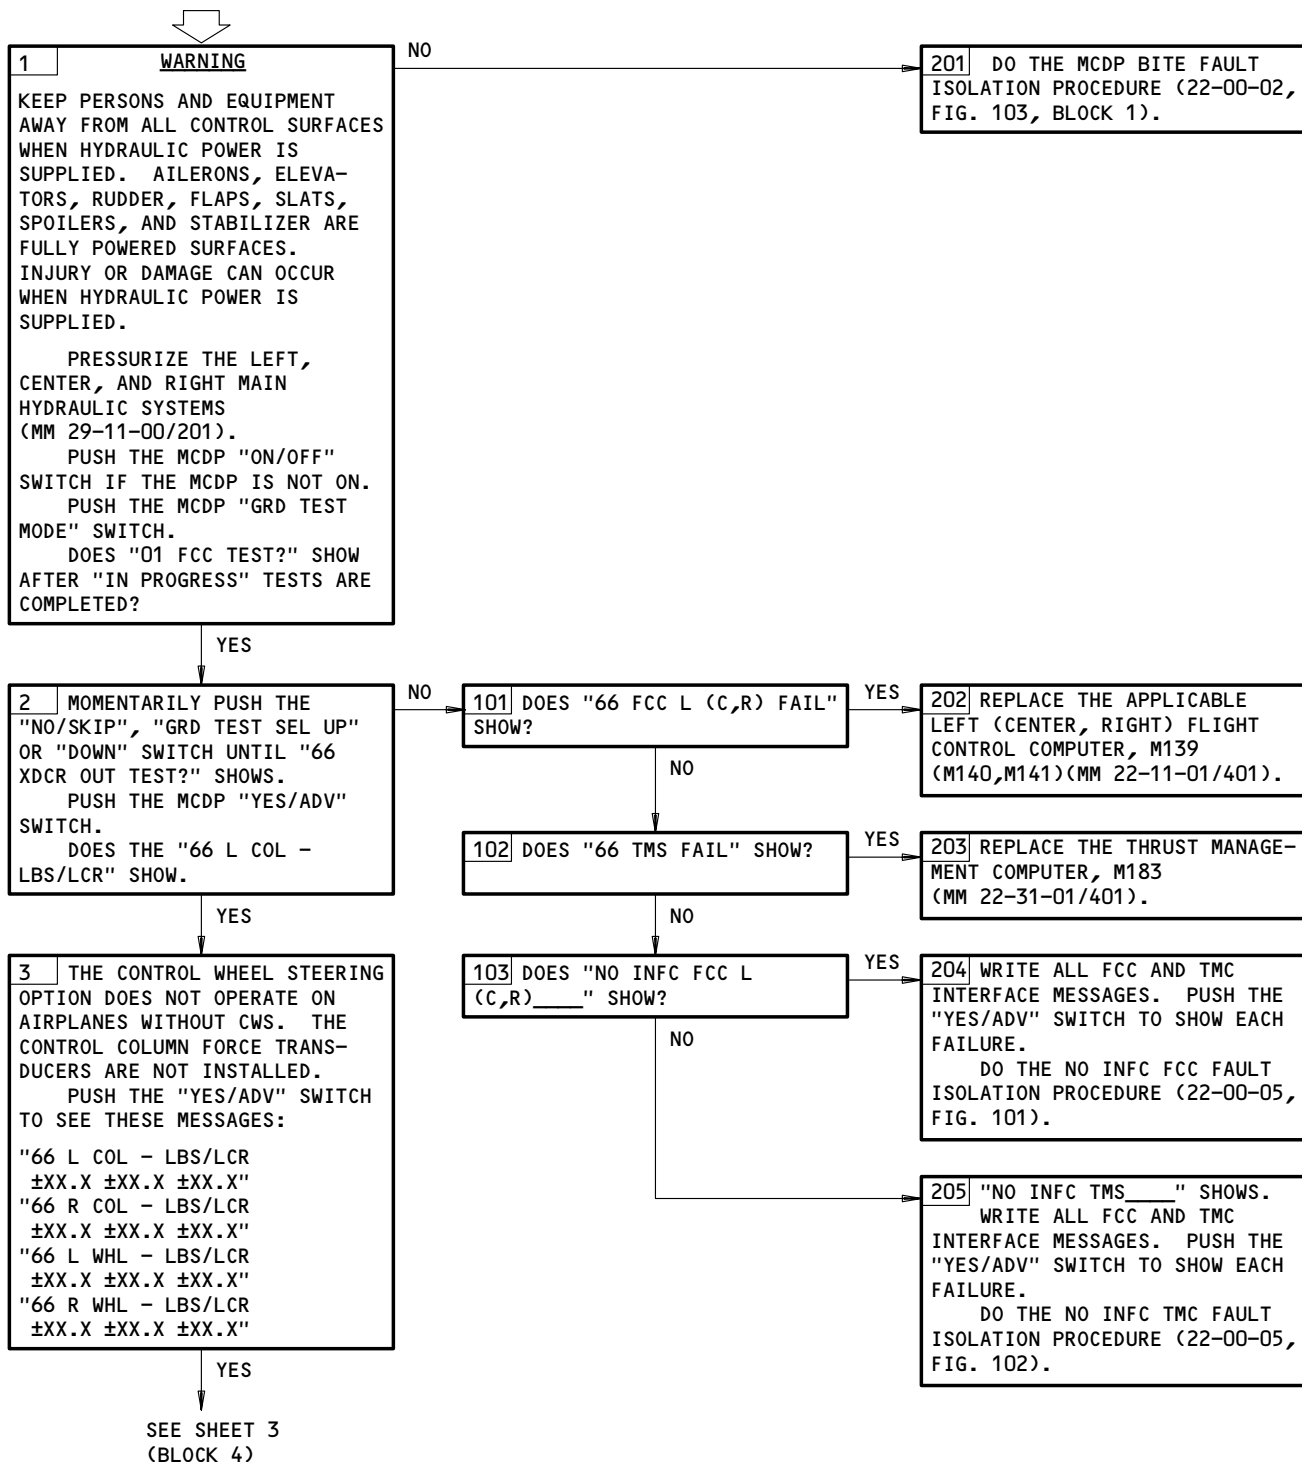 1
WARNING
KEEP PERSONS AND EQUIPMENT
AWAY FROM ALL CONTROL SURFACES
WHEN HYDRAULIC POWER IS
SUPPLIED. AILERONS, ELEVA-
TORS, RUDDER, FLAPS, SLATS,
SPOILERS, AND STABILIZER ARE
FULLY POWERED SURFACES.
INJURY OR DAMAGE CAN OCCUR
WHEN HYDRAULIC POWER IS
SUPPLIED.
PRESSURIZE THE LEFT,
CENTER, AND RIGHT MAIN
HYDRAULIC SYSTEMS
(MM 29-11-00/201).
PUSH THE MCDP "ON/OFF"
SWITCH IF THE MCDP IS NOT ON.
PUSH THE MCDP "GRD TEST
MODE" SWITCH.
DOES "01 FCC TEST?" SHOW
AFTER "IN PROGRESS" TESTS ARE
COMPLETED?
NO
201 DO THE MCDP BITE FAULT
ISOLATION PROCEDURE (22-00-02,
FIG. 103, BLOCK 1).
YES
2 MOMENTARILY PUSH THE
"NO/SKIP", "GRD TEST SEL UP"
OR "DOWN" SWITCH UNTIL "66
XDCR OUT TEST?" SHOWS.
PUSH THE MCDP "YES/ADV"
SWITCH.
DOES THE "66 L COL -
LBS/LCR" SHOW.
NO
101 DOES "66 FCC L (C,R) FAIL"
SHOW?
YES
202 REPLACE THE APPLICABLE
LEFT (CENTER, RIGHT) FLIGHT
CONTROL COMPUTER, M139
(M140,M141)(MM 22-11-01/401).
NO
102 DOES "66 TMS FAIL" SHOW?
YES
203 REPLACE THE THRUST MANAGE-
MENT COMPUTER, M183
(MM 22-31-01/401).
YES
NO
3 THE CONTROL WHEEL STEERING
OPTION DOES NOT OPERATE ON
AIRPLANES WITHOUT CWS. THE
CONTROL COLUMN FORCE TRANS-
DUCERS ARE NOT INSTALLED.
PUSH THE "YES/ADV" SWITCH
TO SEE THESE MESSAGES:
"66 L COL - LBS/LCR
±XX.X ±XX.X ±XX.X"
"66 R COL - LBS/LCR
±XX.X ±XX.X ±XX.X"
"66 L WHL - LBS/LCR
±XX.X ±XX.X ±XX.X"
"66 R WHL - LBS/LCR
±XX.X ±XX.X ±XX.X"
103 DOES "NO INFC FCC L
(C,R)____" SHOW?
YES
204 WRITE ALL FCC AND TMC
INTERFACE MESSAGES. PUSH THE
"YES/ADV" SWITCH TO SHOW EACH
FAILURE.
DO THE NO INFC FCC FAULT
ISOLATION PROCEDURE (22-00-05,
FIG. 101).
NO
205 "NO INFC TMS____" SHOWS.
WRITE ALL FCC AND TMC
INTERFACE MESSAGES. PUSH THE
"YES/ADV" SWITCH TO SHOW EACH
FAILURE.
DO THE NO INFC TMC FAULT
ISOLATION PROCEDURE (22-00-05,
FIG. 102).
YES
SEE SHEET 3
(BLOCK 4)